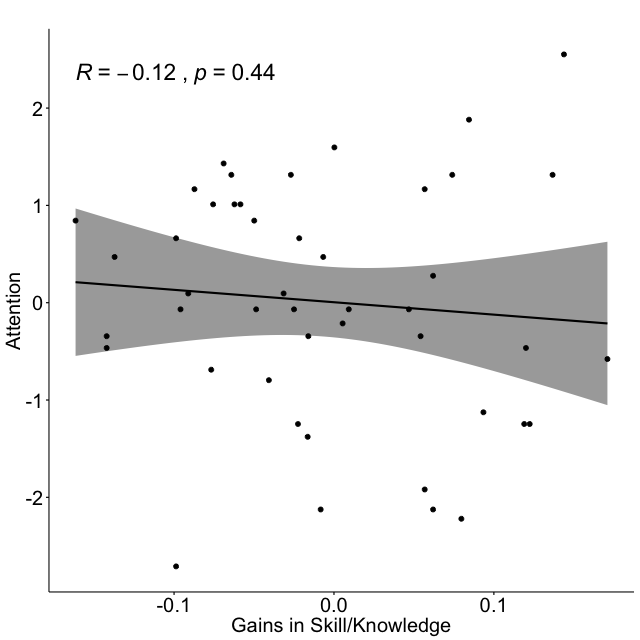 R = −0.12 , p = 0.44
2
1
0
-1
-2
Attention
-0.1 0.0 0.1
Gains in Skill/Knowledge